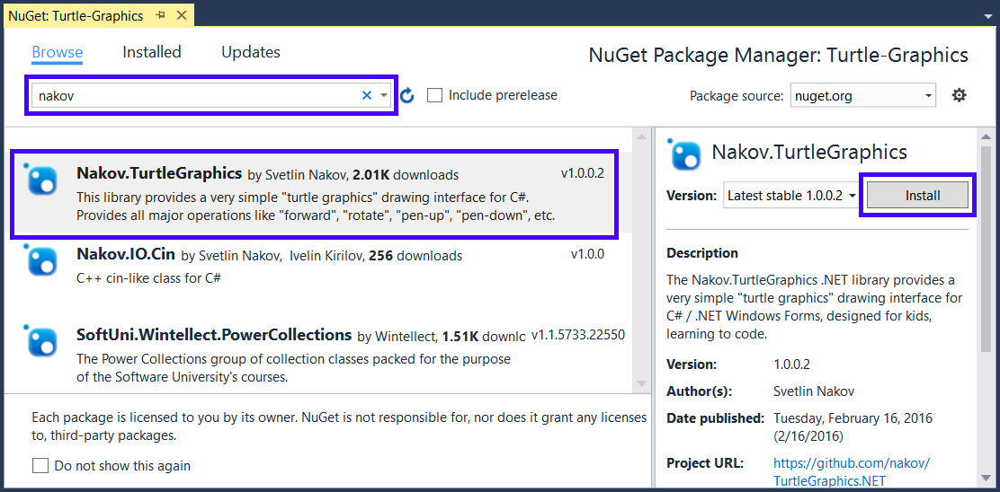 NuGet: Turtle-Graphics
Browse Installed Updates
NuGet Package Manager: Turtle-Graphics
nakov
Include prerelease
Package source: nuget.org
Nakov.TurtleGraphics by Svetlin Nakov, 2.01K downloads v1.0.0.2
This library provides a very simple "turtle graphics" drawing interface for C#.
Provides all major operations like "forward", "rotate", "pen-up", "pen-down", etc.
Nakov.IO.Cin by Svetlin Nakov, Ivelin Kirilov, 256 downloads v1.0.0
C++ cin-like class for C#
SoftUni.Wintellect.PowerCollections by Wintellect, 1.51K downlc v1.1.5733.22550
The Power Collections group of collection classes packed for the purpose
of the Software University's courses.
Each package is licensed to you by its owner. NuGet is not responsible for, nor does it grant any licenses
to, third-party packages.
Do not show this again
Nakov.TurtleGraphics
Version: Latest stable 1.0.0.2 Install
Description
The Nakov.TurtleGraphics .NET library provides a
very simple "turtle graphics" drawing interface for
C# / .NET Windows Forms, designed for kids,
learning to code.
Version: 1.0.0.2
Author(s): Svetlin Nakov
Date published: Tuesday, February 16, 2016
(2/16/2016)
Project URL: https://github.com/nakov/
TurtleGraphics.NET